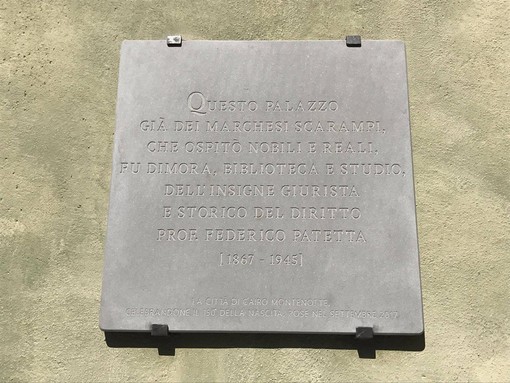 QUESTO PALAZZO
GIÀ DEI MARCHESI SCARAMPI,
CHE OSPITÒ NOBILI E REALI,
FU DIMORA, BIBLIOTECA E STUDIO,
DELL'INSIGNE GIURISTA
E STORICO DEL DIRITTO
PROF. FEDERICO PATETTA
[1867 - 1945]
LA CITTÀ DI CAIRO MONTENOTTE,
CELEBRANDONE IL 150° DELLA NASCITA, POSE NEL SETTEMBRE 2017